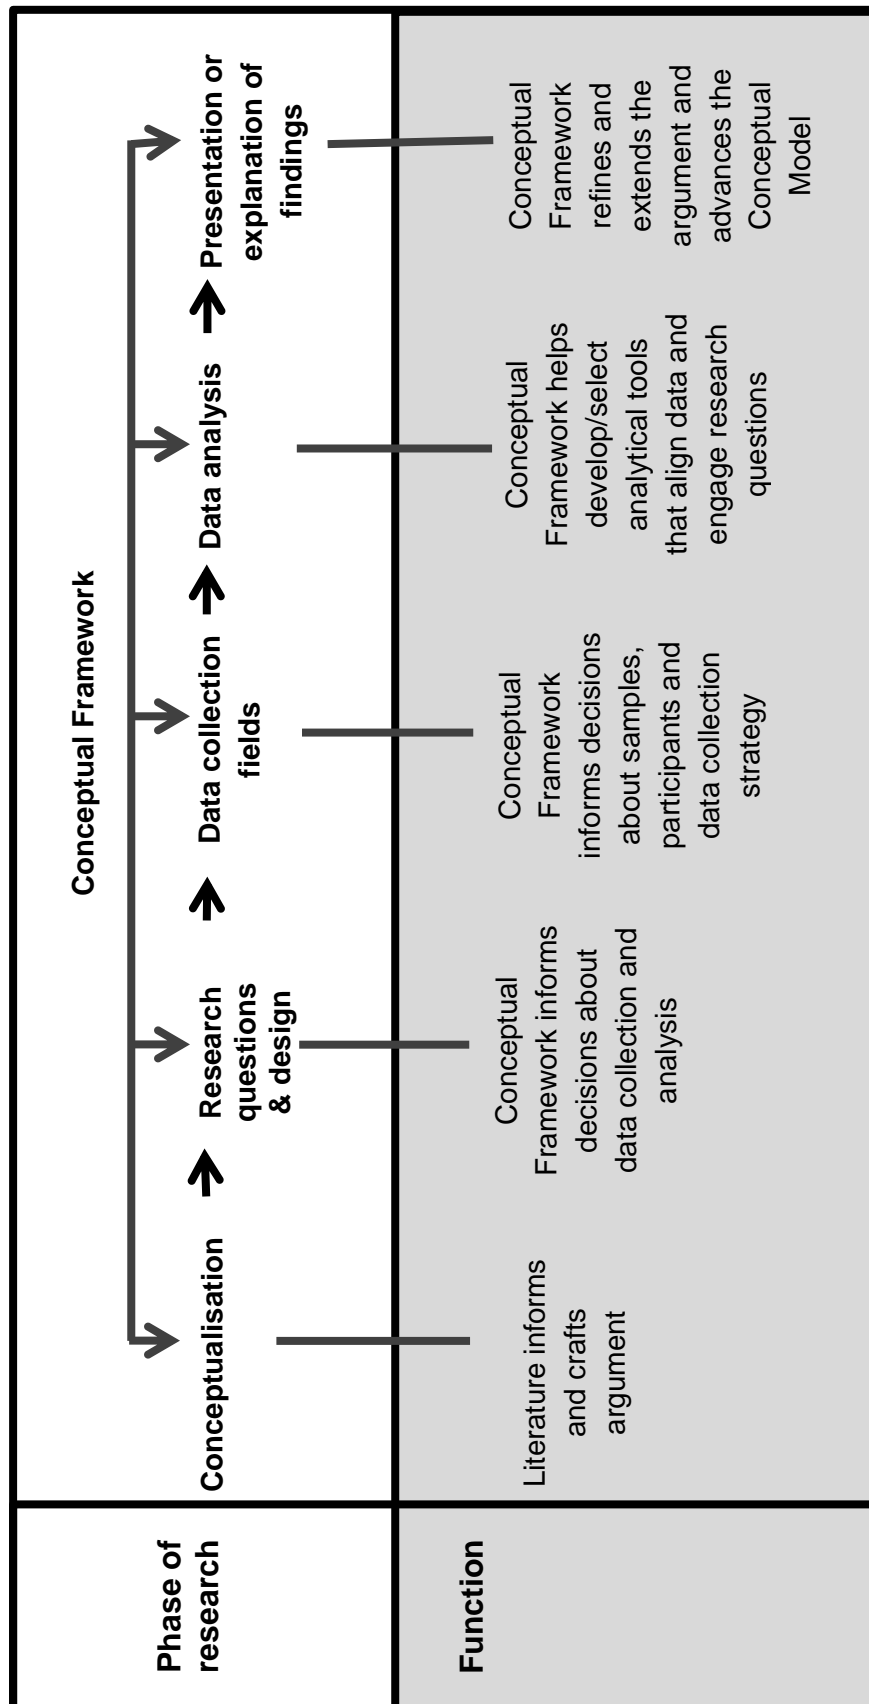 Phase of
research
Conceptual Framework
Conceptualisation
Research
questions
& design
Data collection
fields
Data analysis
Presentation or
explanation of
findings
Function
Literature informs
and crafts
argument
Conceptual
Framework informs
decisions about
data collection and
analysis
Conceptual
Framework
informs decisions
about samples,
participants and
data collection
strategy
Conceptual
Framework helps
develop/select
analytical tools
that align data and
engage research
questions
Conceptual
Framework
refines and
extends the
argument and
advances the
Conceptual
Model